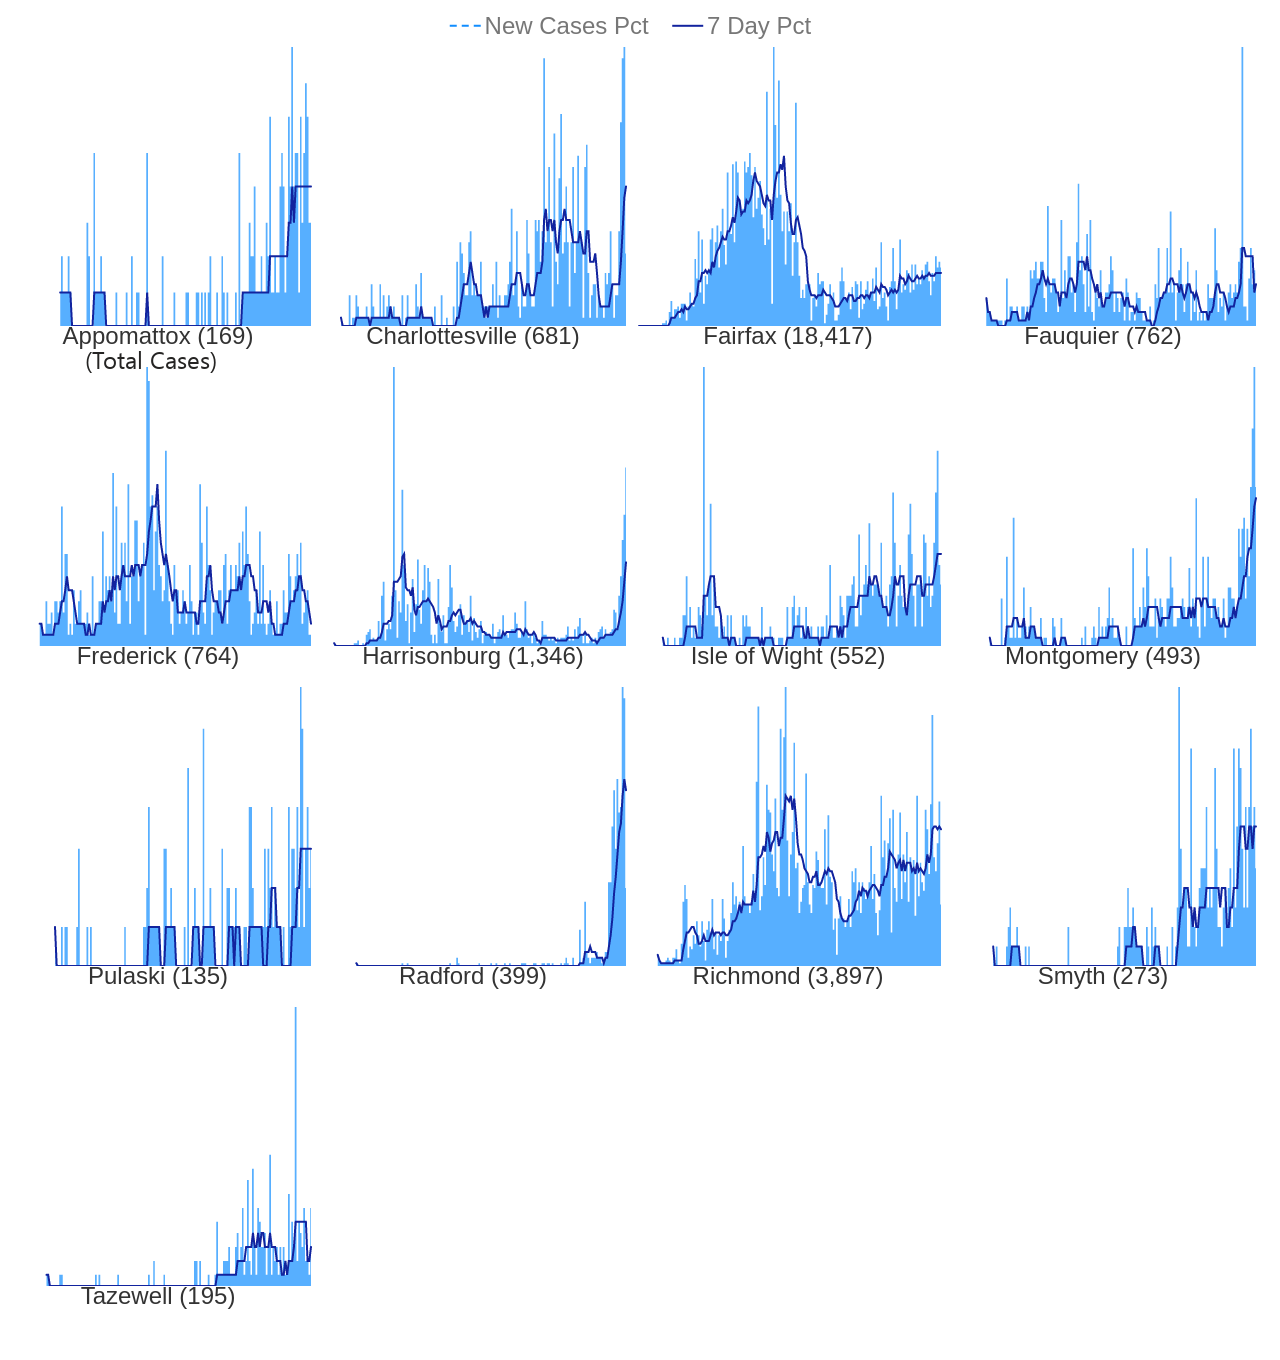 New Cases Pct 7 Day Pct
Appomattox (169) Charlottesville (681) Fairfax (18,417) Fauquier (762)
(Total Cases)
Frederick (764) Harrisonburg (1,346) Isle of Wight (552) Montgomery (493)
Pulaski (135) Radford (399) Richmond (3,897) Smyth (273)
Tazewell (195)